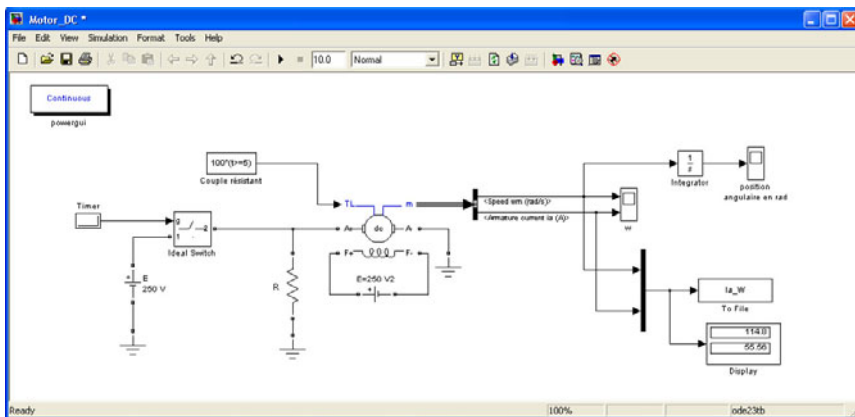 Motor_DC *
File Edit View Simulation Format Tools Help
10.0 Normal
Continuous
powergui
100*(t>=5)
Couple résistant
TL m
Timer
g
1
2
Ideal Switch
E
250 V
R
A+ dc A-
F+ F-
E=250 V2
<Speed wm (rad/s)>
<Armature current ia (A)>
w
1
s
Integrator
position
angulaire en rad
Ia_W
To File
114.8
55.56
Display
Ready 100% ode23tb